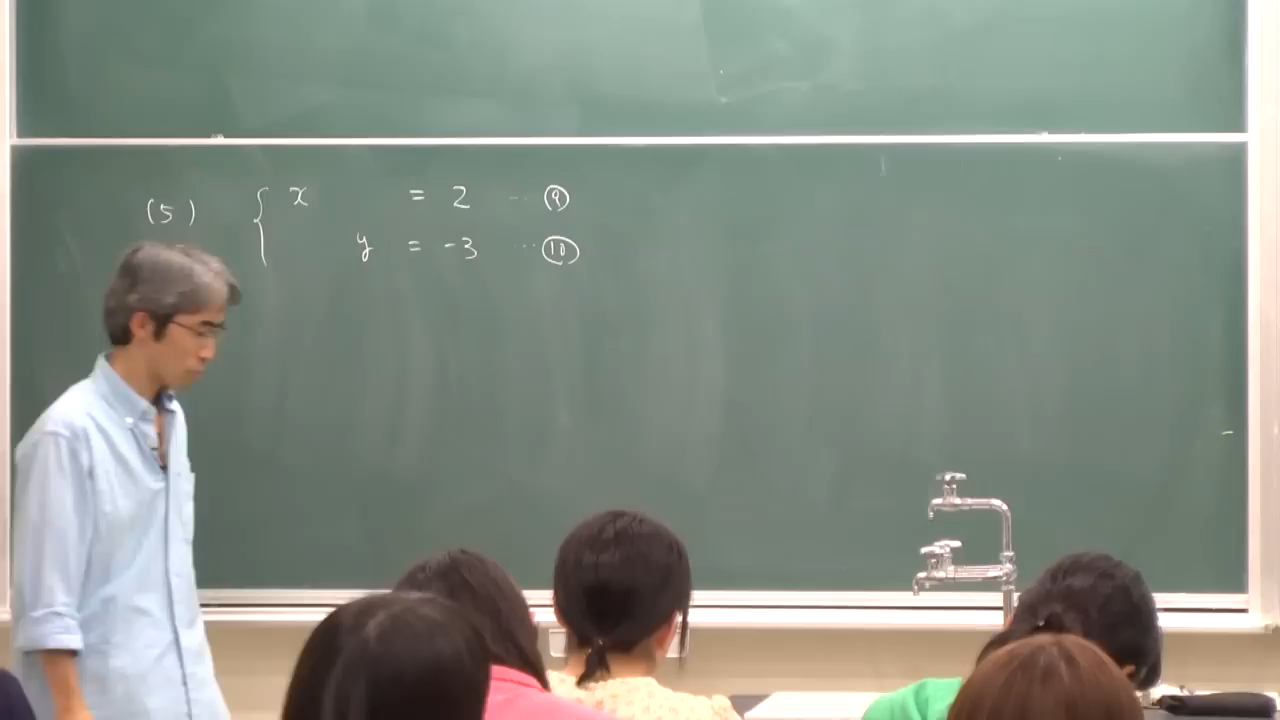 (5) { x = 2 … ⑨
y = -3 … ⑩